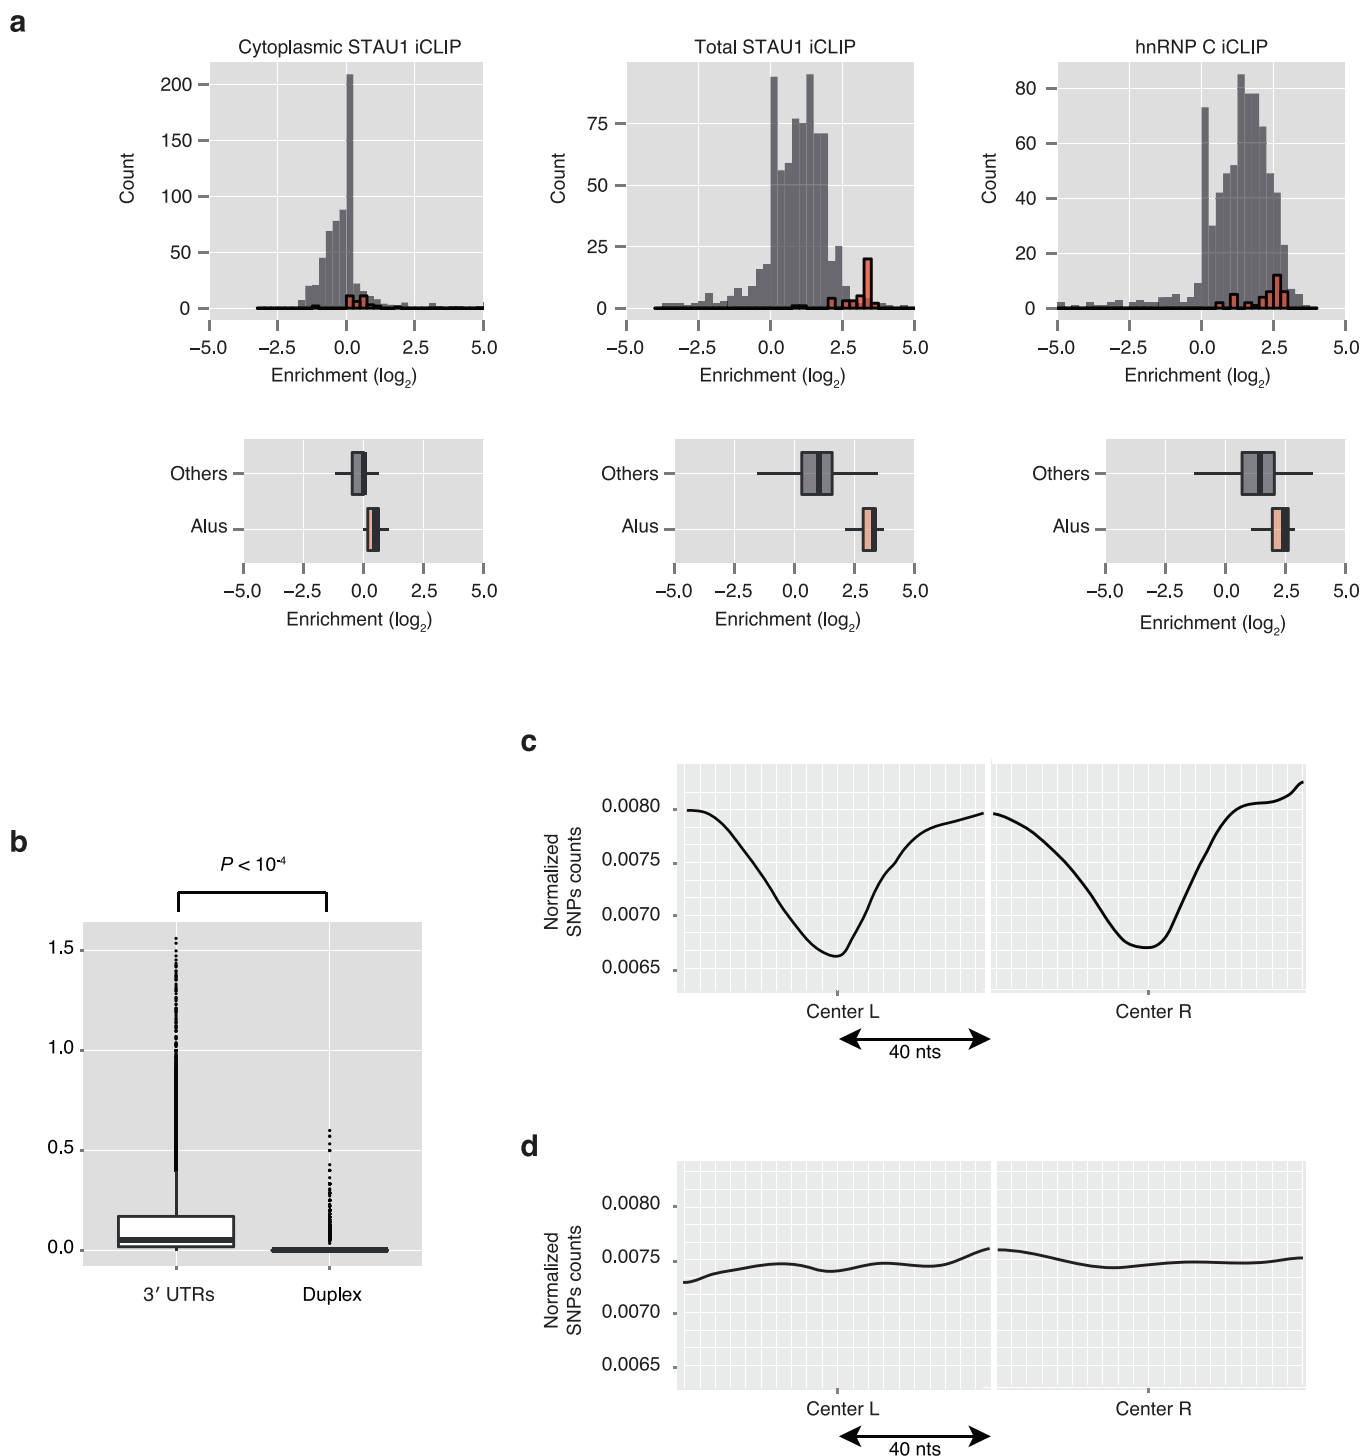 a
Cytoplasmic STAU1 iCLIP
Total STAU1 iCLIP
hnRNP C iCLIP
200
150
100
50
0
Count
−5.0 −2.5 0.0 2.5 5.0
Enrichment (log2)
75
50
25
0
Count
−5.0 −2.5 0.0 2.5 5.0
Enrichment (log2)
80
60
40
20
0
Count
−5.0 −2.5 0.0 2.5 5.0
Enrichment (log2)
Others
Alus
−5.0 −2.5 0.0 2.5 5.0
Enrichment (log2)
Others
Alus
−5.0 −2.5 0.0 2.5 5.0
Enrichment (log2)
Others
Alus
−5.0 −2.5 0.0 2.5 5.0
Enrichment (log2)
b
P < 10-4
1.5
1.0
0.5
0.0
3′ UTRs
Duplex
c
Normalized
SNPs counts
0.0080
0.0075
0.0070
0.0065
Center L
Center R
40 nts
d
Normalized
SNPs counts
0.0080
0.0075
0.0070
0.0065
Center L
Center R
40 nts